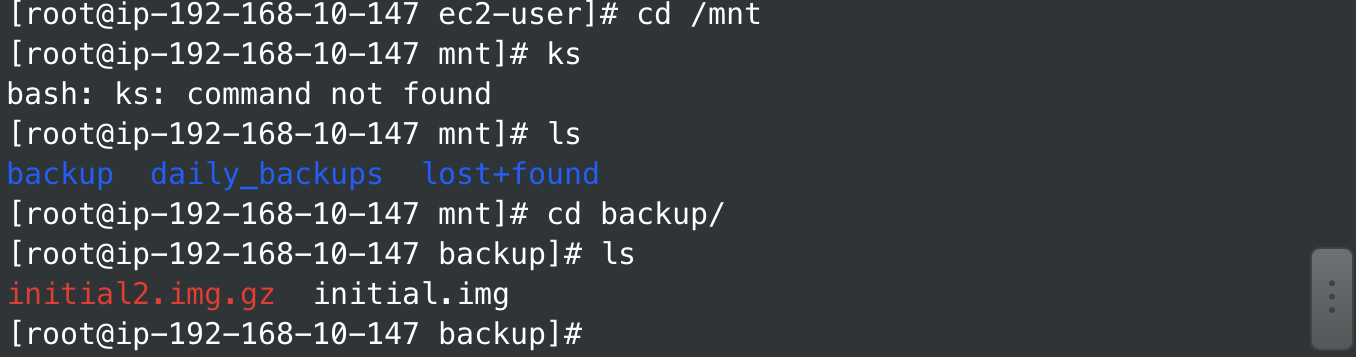 [root@ip-192-168-10-147 ec2-user]# cd /mnt
[root@ip-192-168-10-147 mnt]# ks
bash: ks: command not found
[root@ip-192-168-10-147 mnt]# ls
backup  daily_backups  lost+found
[root@ip-192-168-10-147 mnt]# cd backup/
[root@ip-192-168-10-147 backup]# ls
initial2.img.gz  initial.img
[root@ip-192-168-10-147 backup]#